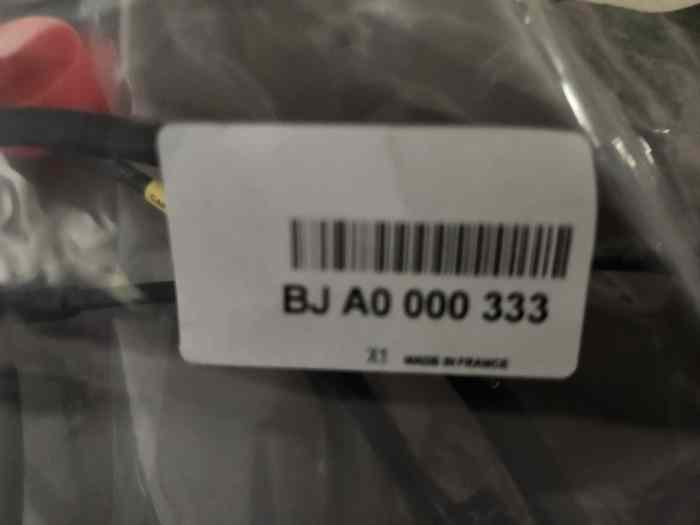 BJ A0 000 333
X1 MADE IN FRANCE